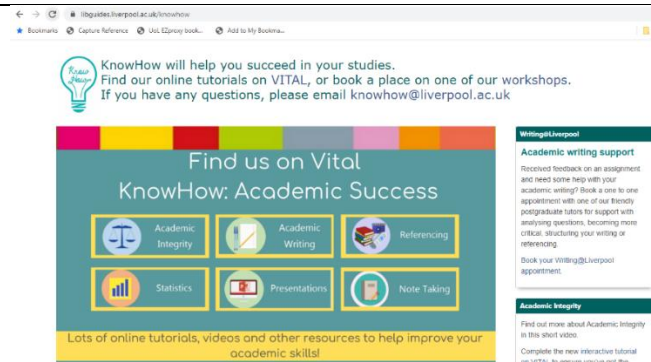 libguides.liverpool.ac.uk/knowhow
Bookmarks Capture Reference UoL EZproxy book... Add to My Bookma...
Know
How
KnowHow will help you succeed in your studies.
Find our online tutorials on VITAL, or book a place on one of our workshops.
If you have any questions, please email knowhow@liverpool.ac.uk
Find us on Vital
KnowHow: Academic Success
Academic
Integrity
Academic
Writing
Referencing
Statistics
Presentations
Note Taking
Lots of online tutorials, videos and other resources to help improve your
academic skills!
Writing@Liverpool
Academic writing support
Received feedback on an assignment
and need some help with your
academic writing? Book a one to one
appointment with one of our friendly
postgraduate tutors for support with
analysing questions, becoming more
critical, structuring your writing or
referencing.
Book your Writing@Liverpool
appointment.
Academic Integrity
Find out more about Academic Integrity
in this short video.
Complete the new interactive tutorial